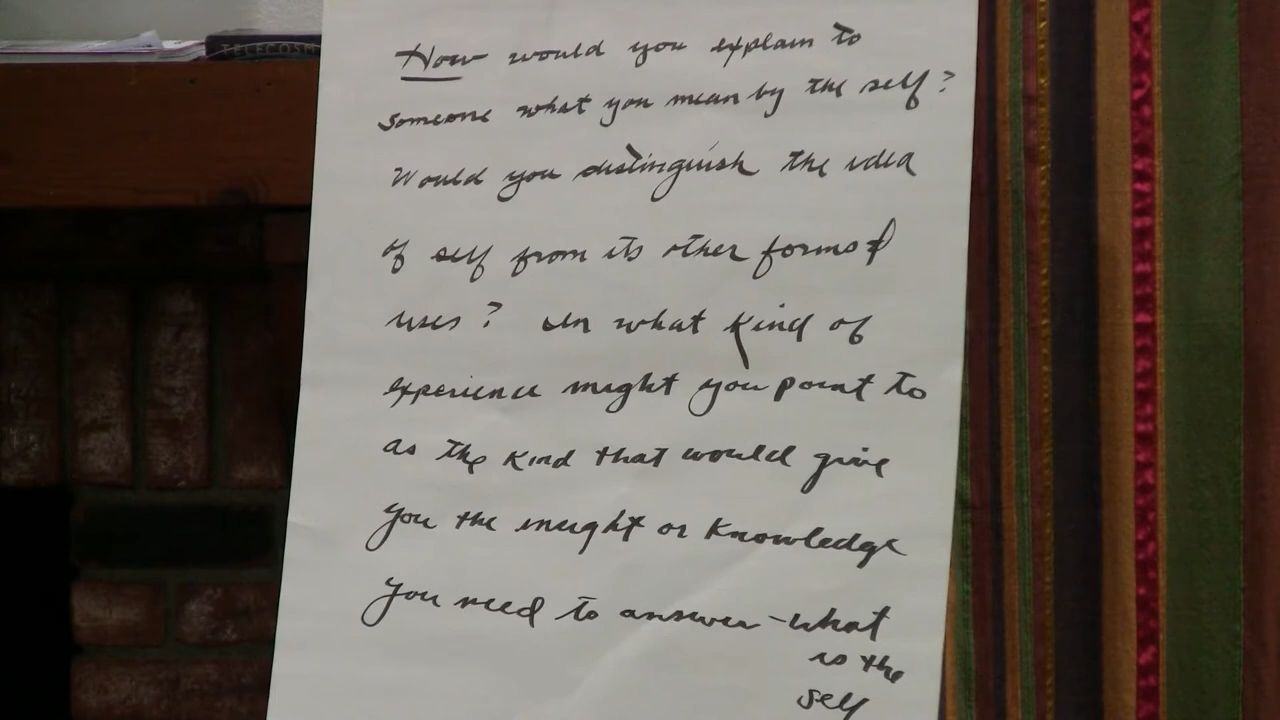 TELECOSM
How would you explain to
someone what you mean by the self?
Would you distinguish the idea
of self from its other forms &
uses? In what kind of
experience might you point to
as the kind that would give
you the insight or knowledge
you need to answer - what
is the
self